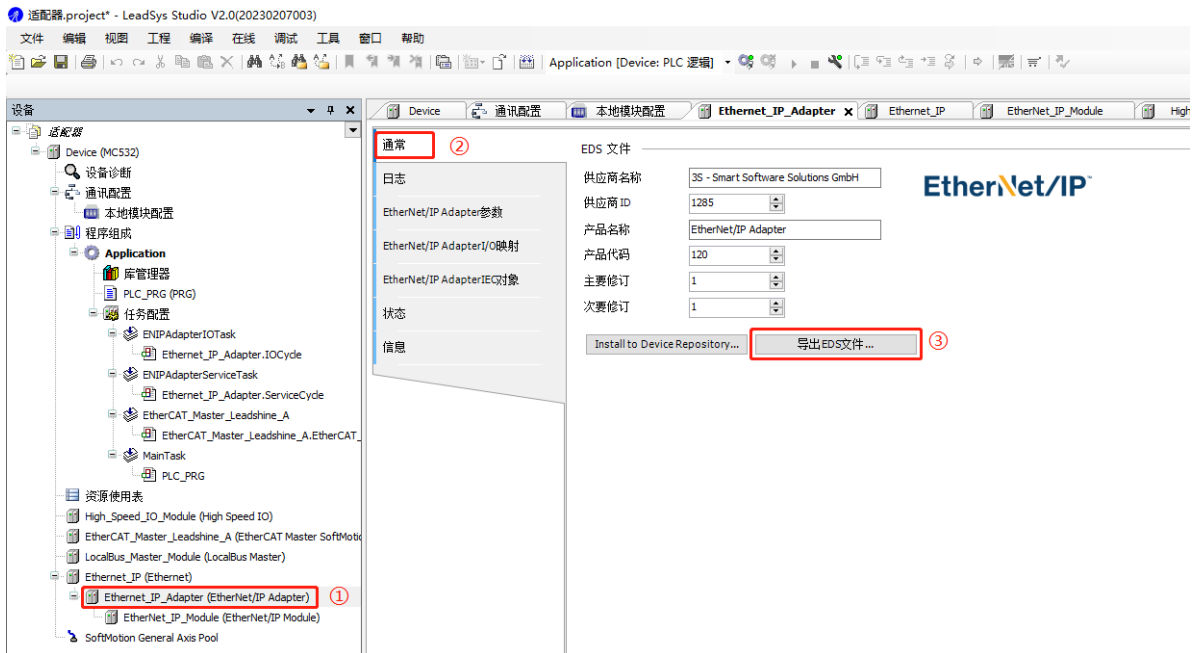 适配器.project* - LeadSys Studio V2.0(20230207003)
文件 编辑 视图 工程 编译 在线 调试 工具 窗口 帮助
Application [Device: PLC 逻辑]
设备
Device 通讯配置 本地模块配置 Ethernet_IP_Adapter Ethernet_IP EtherNet_IP_Module High
适配器
Device (MC532)
设备诊断
通讯配置
本地模块配置
程序组成
Application
库管理器
PLC_PRG (PRG)
任务配置
ENIPAdapterIOTask
Ethernet_IP_Adapter.IOCycle
ENIPAdapterServiceTask
Ethernet_IP_Adapter.ServiceCycle
EtherCAT_Master_Leadshine_A
EtherCAT_Master_Leadshine_A.EtherCAT_
MainTask
PLC_PRG
资源使用表
High_Speed_IO_Module (High Speed IO)
EtherCAT_Master_Leadshine_A (EtherCAT Master SoftMotio
LocalBus_Master_Module (LocalBus Master)
Ethernet_IP (Ethernet)
Ethernet_IP_Adapter (EtherNet/IP Adapter) ①
EtherNet_IP_Module (EtherNet/IP Module)
SoftMotion General Axis Pool
通常 ②
日志
EtherNet/IP Adapter参数
EtherNet/IP AdapterI/O映射
EtherNet/IP AdapterIEC对象
状态
信息
EDS 文件
供应商名称 3S - Smart Software Solutions GmbH
供应商 ID 1285
产品名称 EtherNet/IP Adapter
产品代码 120
主要修订 1
次要修订 1
Install to Device Repository... 导出EDS文件... ③
EtherNet/IP™